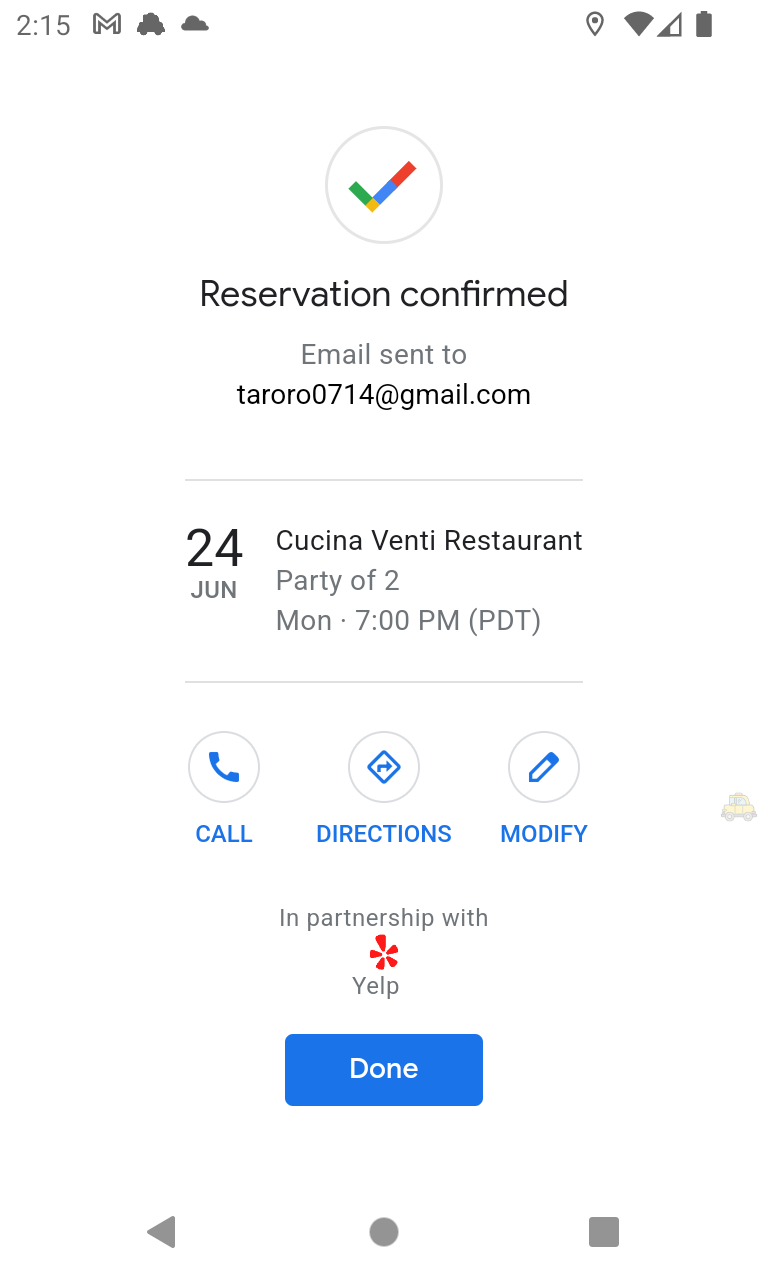 2:15
Reservation confirmed
Email sent to
taroro0714@gmail.com
24
JUN
Cucina Venti Restaurant
Party of 2
Mon · 7:00 PM (PDT)
CALL
DIRECTIONS
MODIFY
In partnership with
Yelp
Done